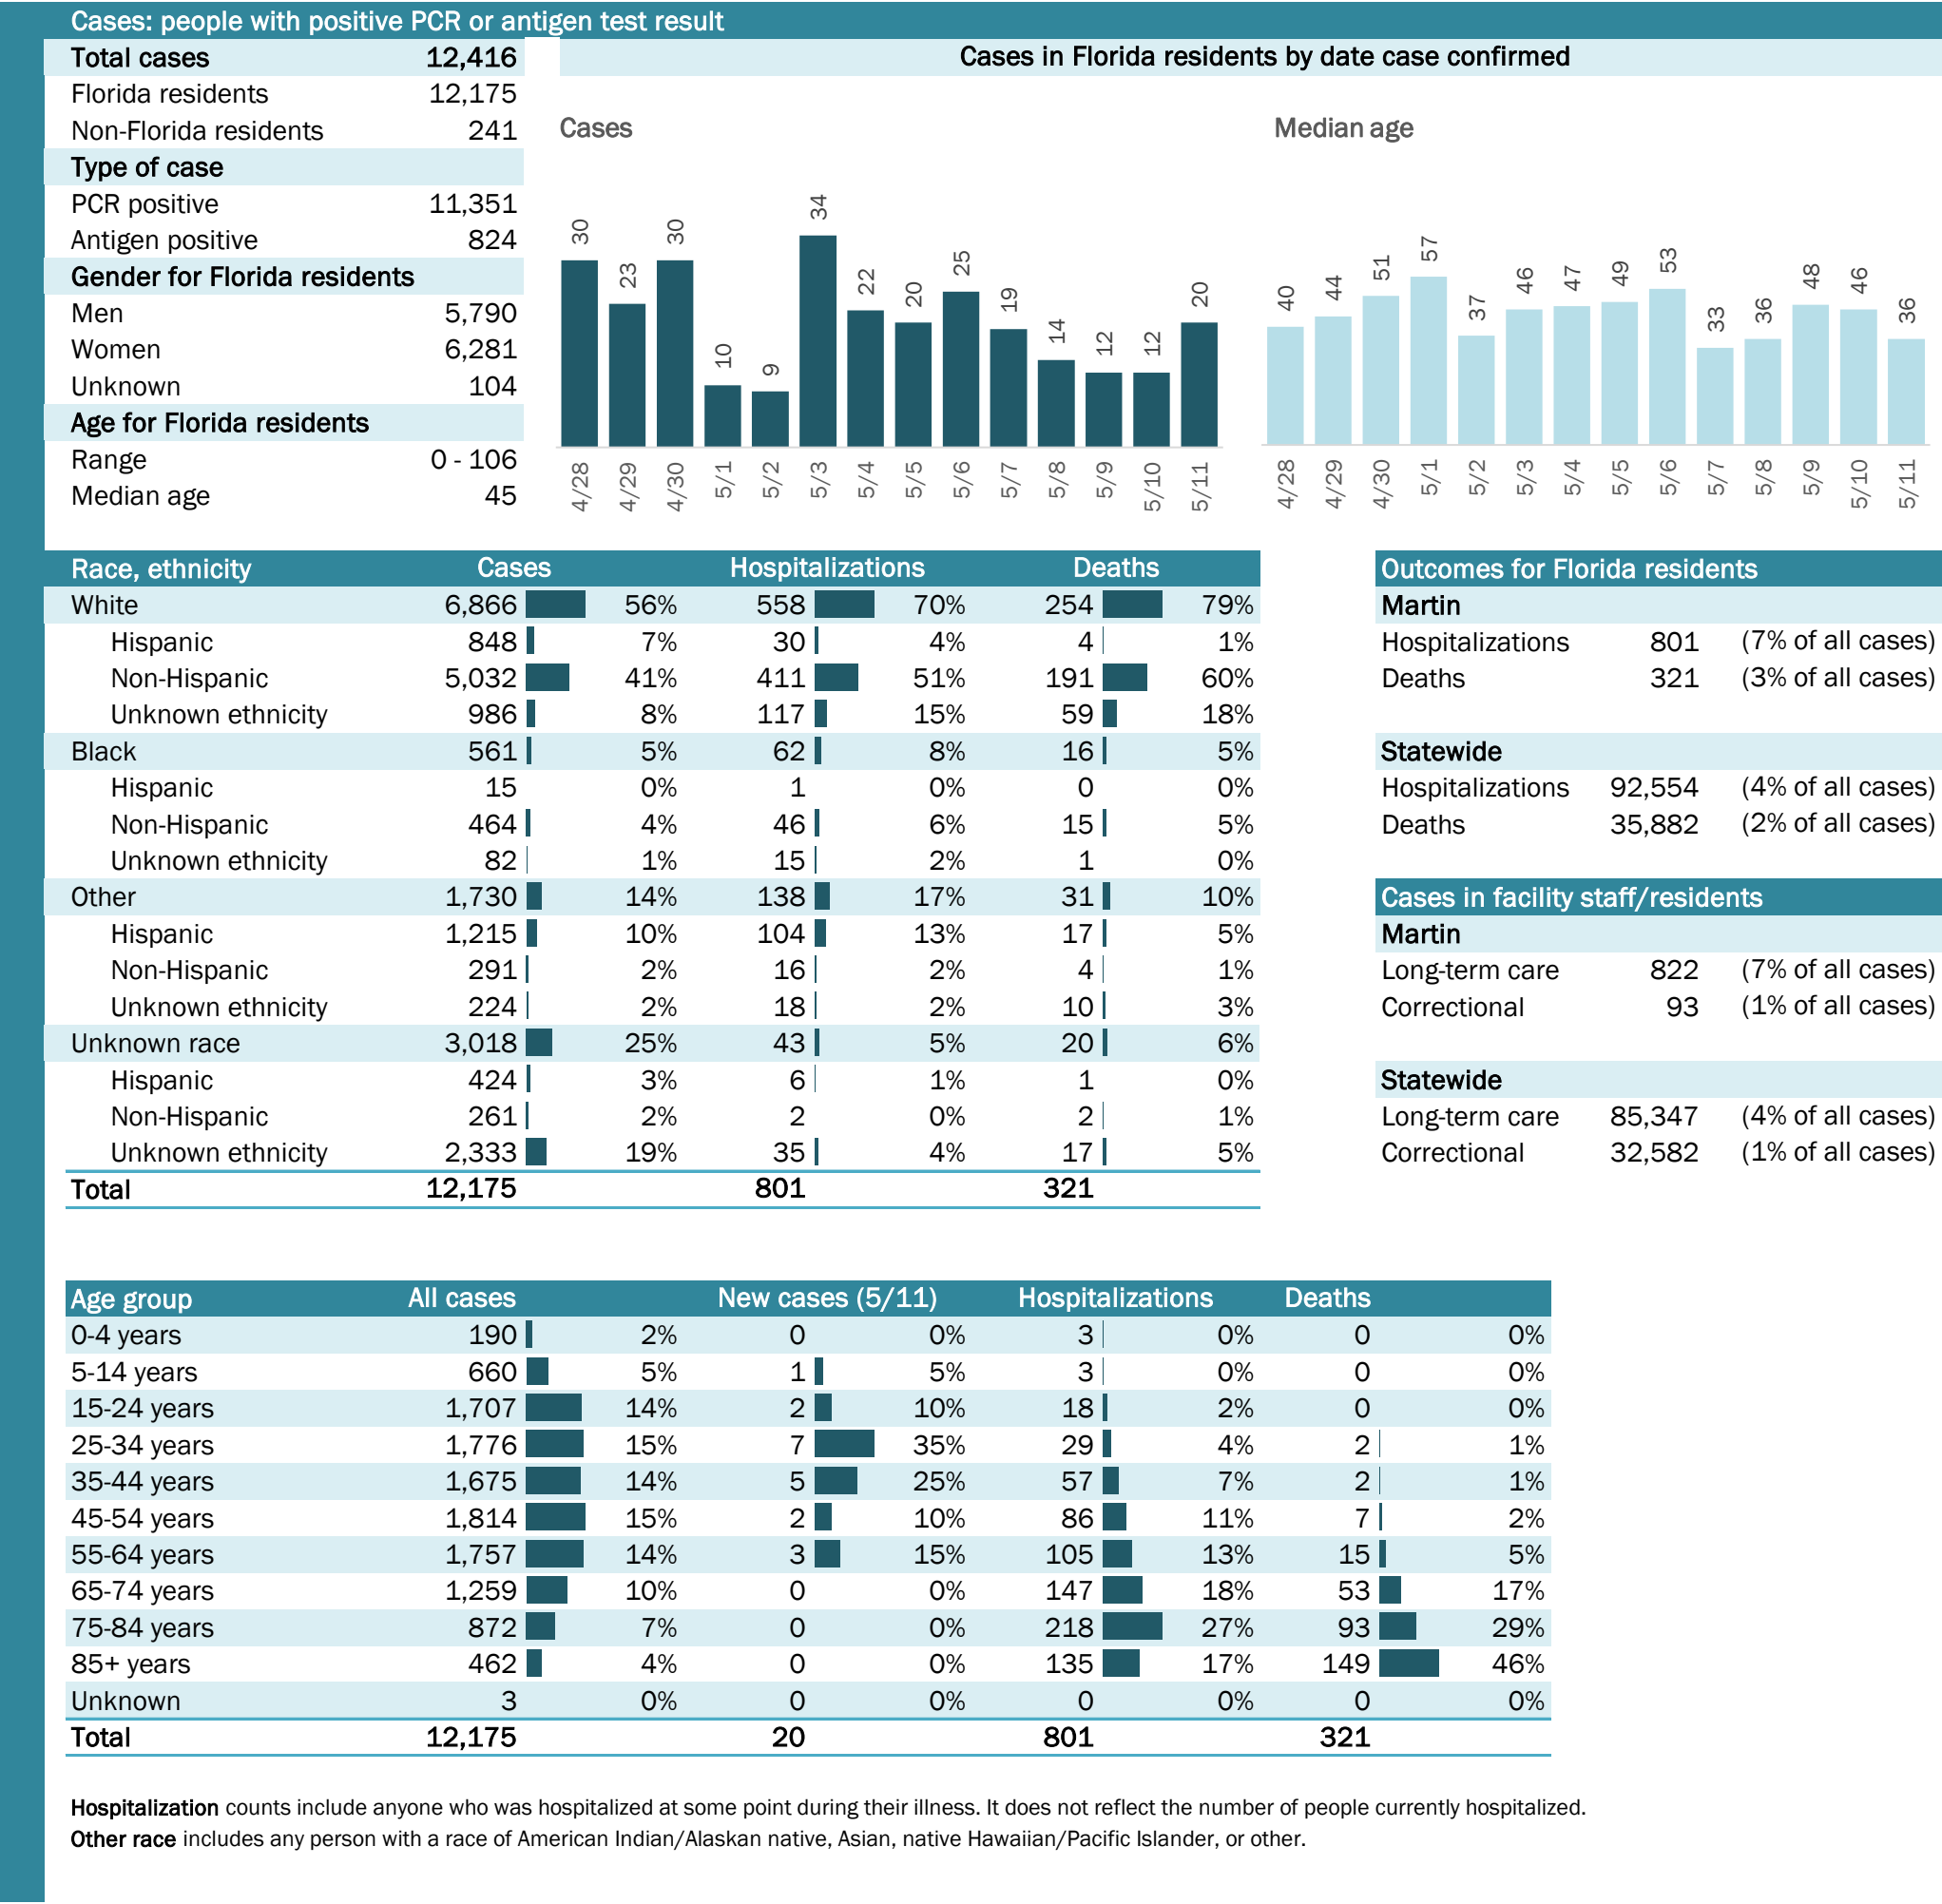 Cases: people with positive PCR or antigen test result
Total cases 12,416
Florida residents 12,175
Non-Florida residents 241
Type of case
PCR positive 11,351
Antigen positive 824
Gender for Florida residents
Men 5,790
Women 6,281
Unknown 104
Age for Florida residents
Range 0 - 106
Median age 45
Cases in Florida residents by date case confirmed
Cases
30 23 30 10 9 34 22 20 25 19 14 12 12 20
4/28 4/29 4/30 5/1 5/2 5/3 5/4 5/5 5/6 5/7 5/8 5/9 5/10 5/11
Median age
40 44 51 57 37 46 47 49 53 33 36 48 46 36
4/28 4/29 4/30 5/1 5/2 5/3 5/4 5/5 5/6 5/7 5/8 5/9 5/10 5/11
Race, ethnicity Cases Hospitalizations Deaths
White 6,866 56% 558 70% 254 79%
Hispanic 848 7% 30 4% 4 1%
Non-Hispanic 5,032 41% 411 51% 191 60%
Unknown ethnicity 986 8% 117 15% 59 18%
Black 561 5% 62 8% 16 5%
Hispanic 15 0% 1 0% 0 0%
Non-Hispanic 464 4% 46 6% 15 5%
Unknown ethnicity 82 1% 15 2% 1 0%
Other 1,730 14% 138 17% 31 10%
Hispanic 1,215 10% 104 13% 17 5%
Non-Hispanic 291 2% 16 2% 4 1%
Unknown ethnicity 224 2% 18 2% 10 3%
Unknown race 3,018 25% 43 5% 20 6%
Hispanic 424 3% 6 1% 1 0%
Non-Hispanic 261 2% 2 0% 2 1%
Unknown ethnicity 2,333 19% 35 4% 17 5%
Total 12,175 801 321
Outcomes for Florida residents
Martin
Hospitalizations 801 (7% of all cases)
Deaths 321 (3% of all cases)
Statewide
Hospitalizations 92,554 (4% of all cases)
Deaths 35,882 (2% of all cases)
Cases in facility staff/residents
Martin
Long-term care 822 (7% of all cases)
Correctional 93 (1% of all cases)
Statewide
Long-term care 85,347 (4% of all cases)
Correctional 32,582 (1% of all cases)
Age group All cases New cases (5/11) Hospitalizations Deaths
0-4 years 190 2% 0 0% 3 0% 0 0%
5-14 years 660 5% 1 5% 3 0% 0 0%
15-24 years 1,707 14% 2 10% 18 2% 0 0%
25-34 years 1,776 15% 7 35% 29 4% 2 1%
35-44 years 1,675 14% 5 25% 57 7% 2 1%
45-54 years 1,814 15% 2 10% 86 11% 7 2%
55-64 years 1,757 14% 3 15% 105 13% 15 5%
65-74 years 1,259 10% 0 0% 147 18% 53 17%
75-84 years 872 7% 0 0% 218 27% 93 29%
85+ years 462 4% 0 0% 135 17% 149 46%
Unknown 3 0% 0 0% 0 0% 0 0%
Total 12,175 20 801 321
Hospitalization counts include anyone who was hospitalized at some point during their illness. It does not reflect the number of people currently hospitalized.
Other race includes any person with a race of American Indian/Alaskan native, Asian, native Hawaiian/Pacific Islander, or other.